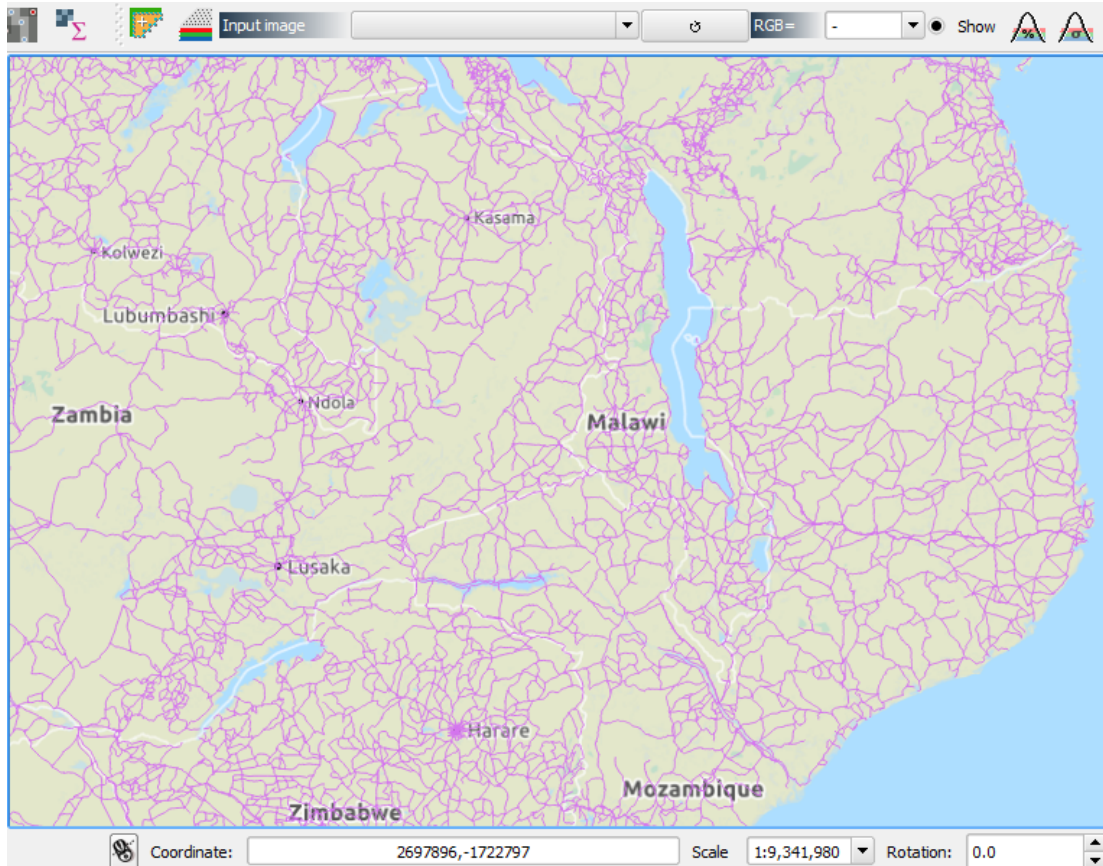 Σ Input image RGB= - Show % σ
Kasama
Kolwezi
Lubumbashi
Ndola
Zambia
Malawi
Lusaka
Harare
Mozambique
Zimbabwe
Coordinate: 2697896,-1722797 Scale 1:9,341,980 Rotation: 0.0